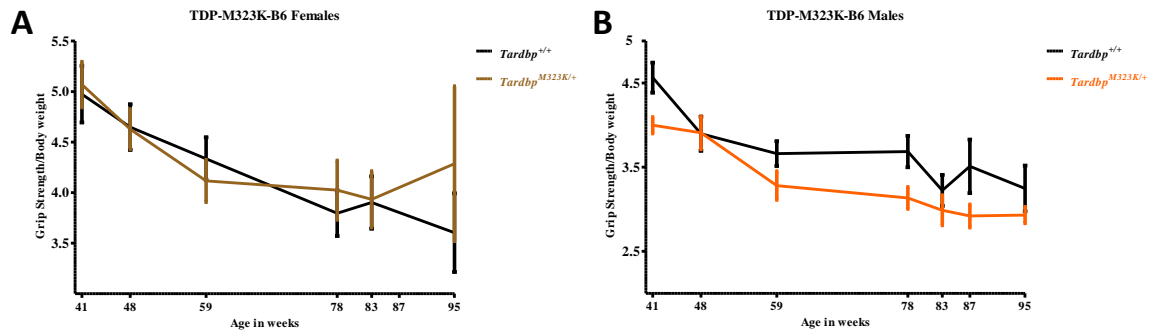 A
TDP-M323K-B6 Females
Grip Strength/Body weight
5.5
5.0
4.5
4.0
3.5
41 48 59 78 83 87 95
Age in weeks
Tardbp+/+
TardbpM323K/+
B
TDP-M323K-B6 Males
Grip Strength/Body weight
5
4.5
3.5
2.5
41 48 59 78 83 87 95
Age in weeks
Tardbp+/+
TardbpM323K/+